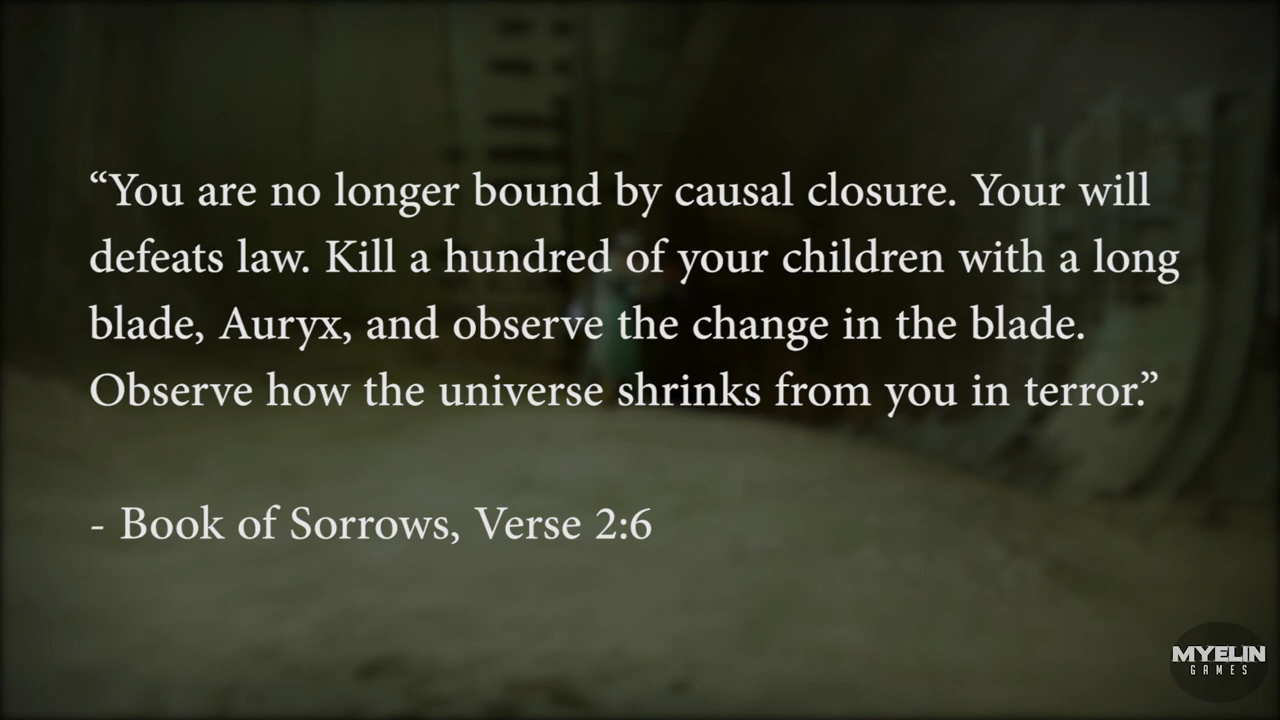 “You are no longer bound by causal closure. Your will
defeats law. Kill a hundred of your children with a long
blade, Auryx, and observe the change in the blade.
Observe how the universe shrinks from you in terror.”
- Book of Sorrows, Verse 2:6
MYELIN
GAMES